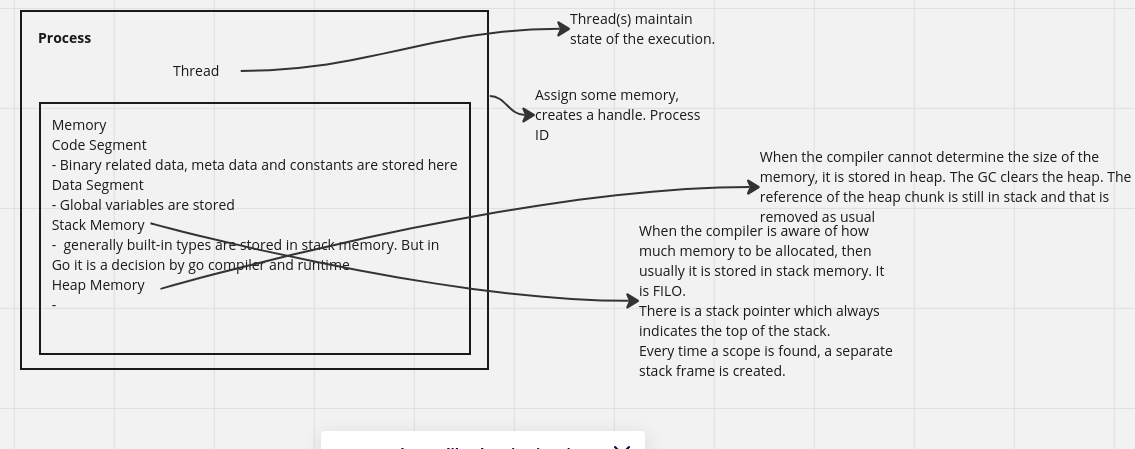 Process
Thread
Thread(s) maintain
state of the execution.
Assign some memory,
creates a handle. Process
ID
Memory
Code Segment
- Binary related data, meta data and constants are stored here
Data Segment
- Global variables are stored
Stack Memory
- generally built-in types are stored in stack memory. But in
Go it is a decision by go compiler and runtime
Heap Memory
-
When the compiler cannot determine the size of the
memory, it is stored in heap. The GC clears the heap. The
reference of the heap chunk is still in stack and that is
removed as usual
When the compiler is aware of how
much memory to be allocated, then
usually it is stored in stack memory. It
is FILO.
There is a stack pointer which always
indicates the top of the stack.
Every time a scope is found, a separate
stack frame is created.